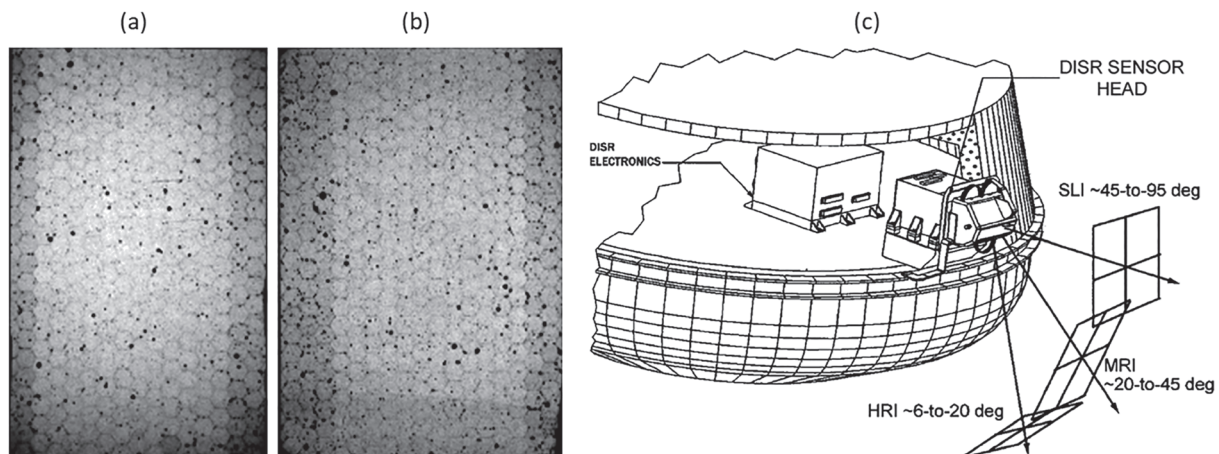 (a)
(b)
(c)
DISR SENSOR
HEAD
DISR
ELECTRONICS
SLI ~45-to-95 deg
MRI
~20-to-45 deg
HRI ~6-to-20 deg